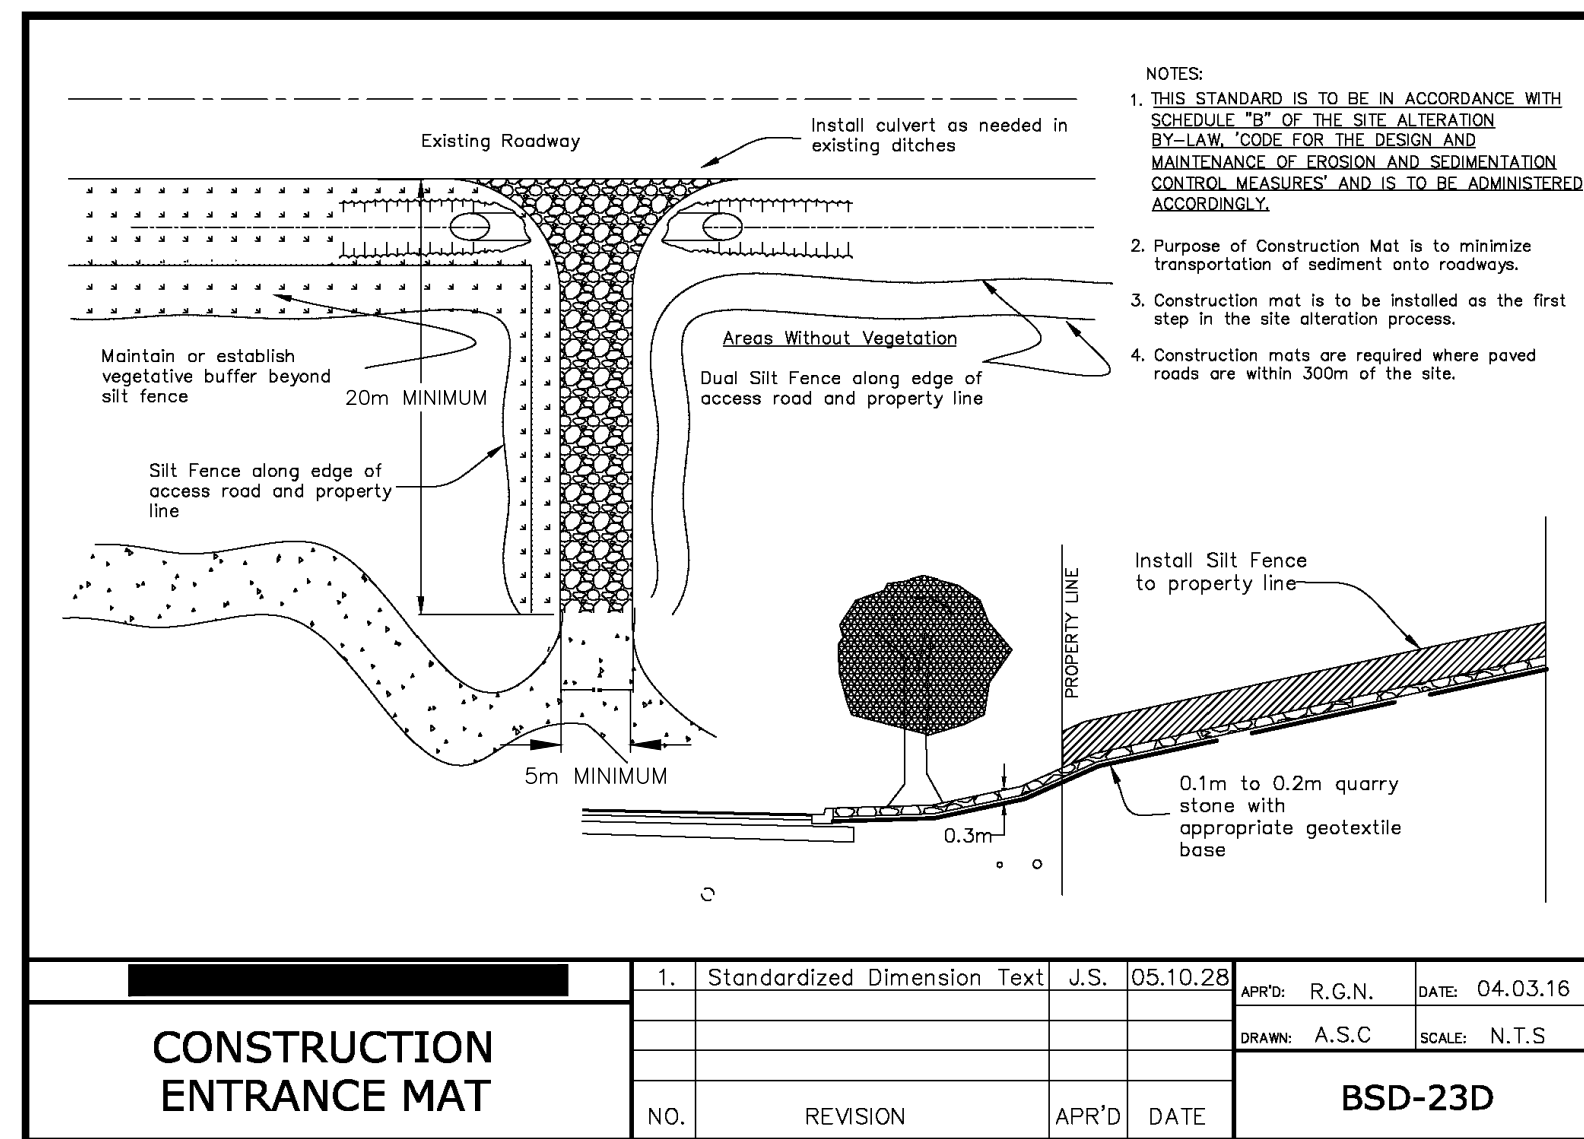 NOTES:
1. THIS STANDARD IS TO BE IN ACCORDANCE WITH
SCHEDULE "B" OF THE SITE ALTERATION
BY-LAW, 'CODE FOR THE DESIGN AND
MAINTENANCE OF EROSION AND SEDIMENTATION
CONTROL MEASURES' AND IS TO BE ADMINISTERED
ACCORDINGLY.
2. Purpose of Construction Mat is to minimize
transportation of sediment onto roadways.
3. Construction mat is to be installed as the first
step in the site alteration process.
4. Construction mats are required where paved
roads are within 300m of the site.
Existing Roadway
Install culvert as needed in
existing ditches
Maintain or establish
vegetative buffer beyond
silt fence
20m MINIMUM
Areas Without Vegetation
Dual Silt Fence along edge of
access road and property line
Silt Fence along edge of
access road and property
line
5m MINIMUM
PROPERTY LINE
Install Silt Fence
to property line
0.3m
0.1m to 0.2m quarry
stone with
appropriate geotextile
base
CONSTRUCTION
ENTRANCE MAT
1. Standardized Dimension Text J.S. 05.10.28
NO. REVISION APR'D DATE
APR'D: R.G.N. DATE: 04.03.16
DRAWN: A.S.C SCALE: N.T.S
BSD-23D